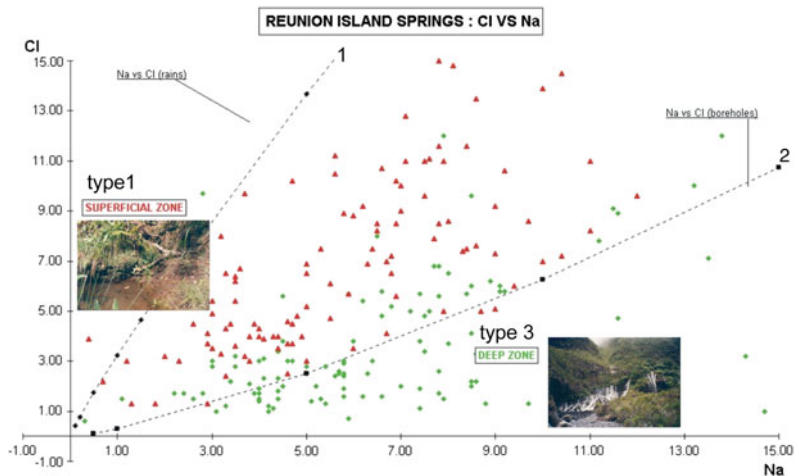 REUNION ISLAND SPRINGS : Cl VS Na
Cl
15.00
13.00
11.00
9.00
7.00
5.00
3.00
1.00
-1.00
1
Na vs Cl (rains)
Na vs Cl (boreholes)
2
type1
SUPERFICIAL ZONE
type 3
DEEP ZONE
-1.00
1.00
3.00
5.00
7.00
9.00
11.00
13.00
15.00
Na